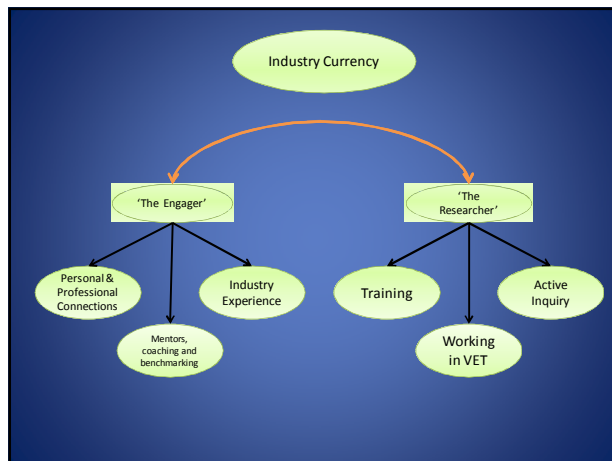 Industry Currency
‘The Engager’
‘The
Researcher’
Personal &
Professional
Connections
Industry
Experience
Mentors,
coaching and
benchmarking
Training
Active
Inquiry
Working
in VET